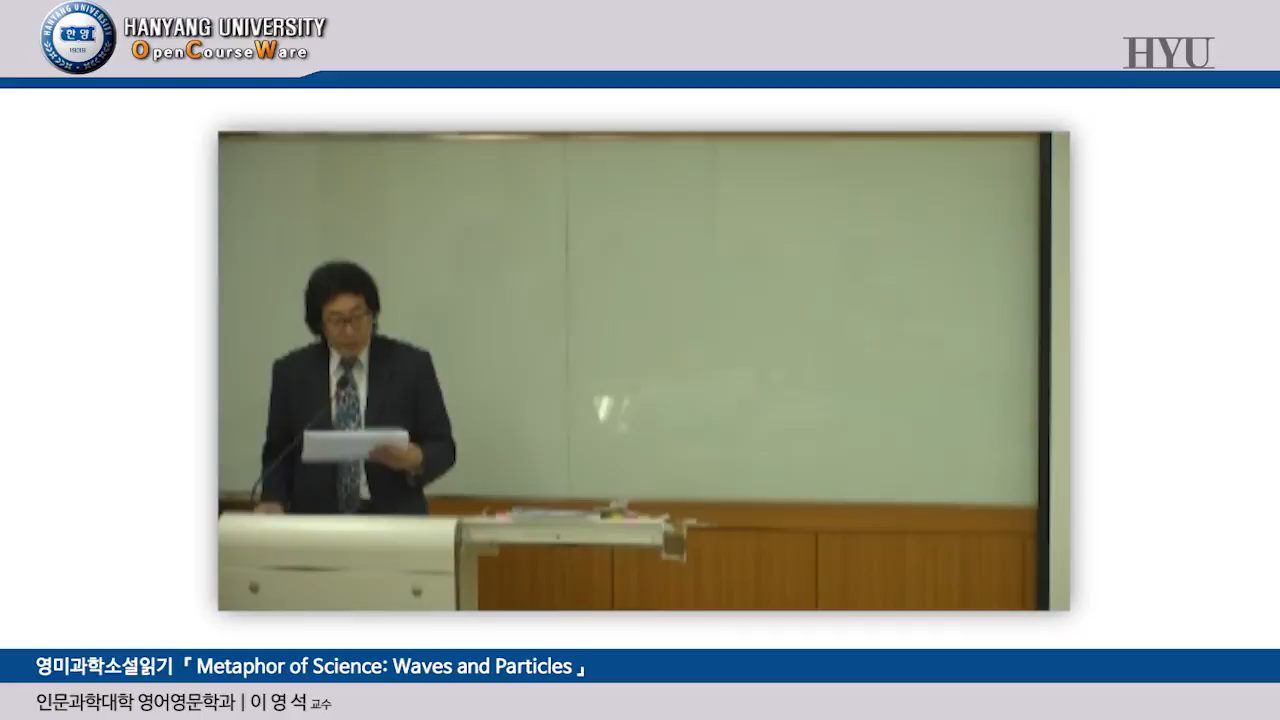 HANYANG UNIVERSITY
한양
1939
HANYANG UNIVERSITY
OpenCourseWare
HYU
영미과학소설읽기 『 Metaphor of Science: Waves and Particles 』
인문과학대학 영어영문학과 | 이 영 석 교수